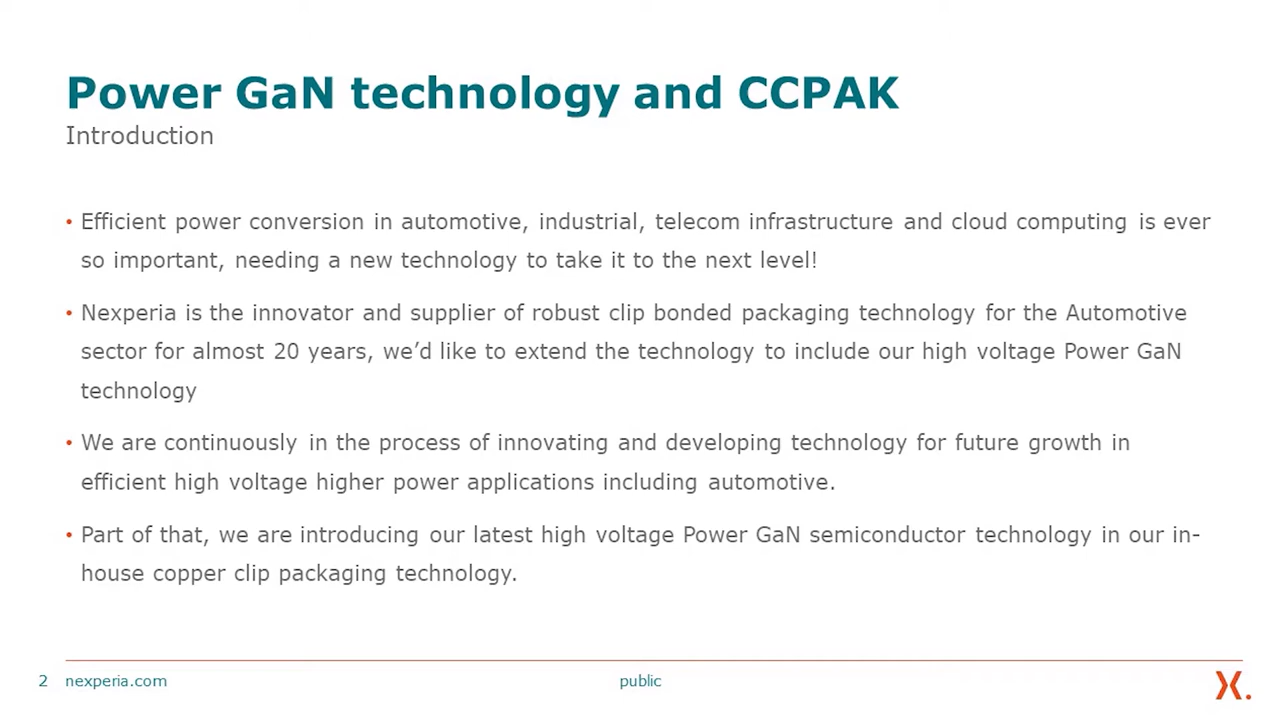 Power GaN technology and CCPAK
Introduction
• Efficient power conversion in automotive, industrial, telecom infrastructure and cloud computing is ever
so important, needing a new technology to take it to the next level!
• Nexperia is the innovator and supplier of robust clip bonded packaging technology for the Automotive
sector for almost 20 years, we’d like to extend the technology to include our high voltage Power GaN
technology
• We are continuously in the process of innovating and developing technology for future growth in
efficient high voltage higher power applications including automotive.
• Part of that, we are introducing our latest high voltage Power GaN semiconductor technology in our in-
house copper clip packaging technology.
2 nexperia.com public